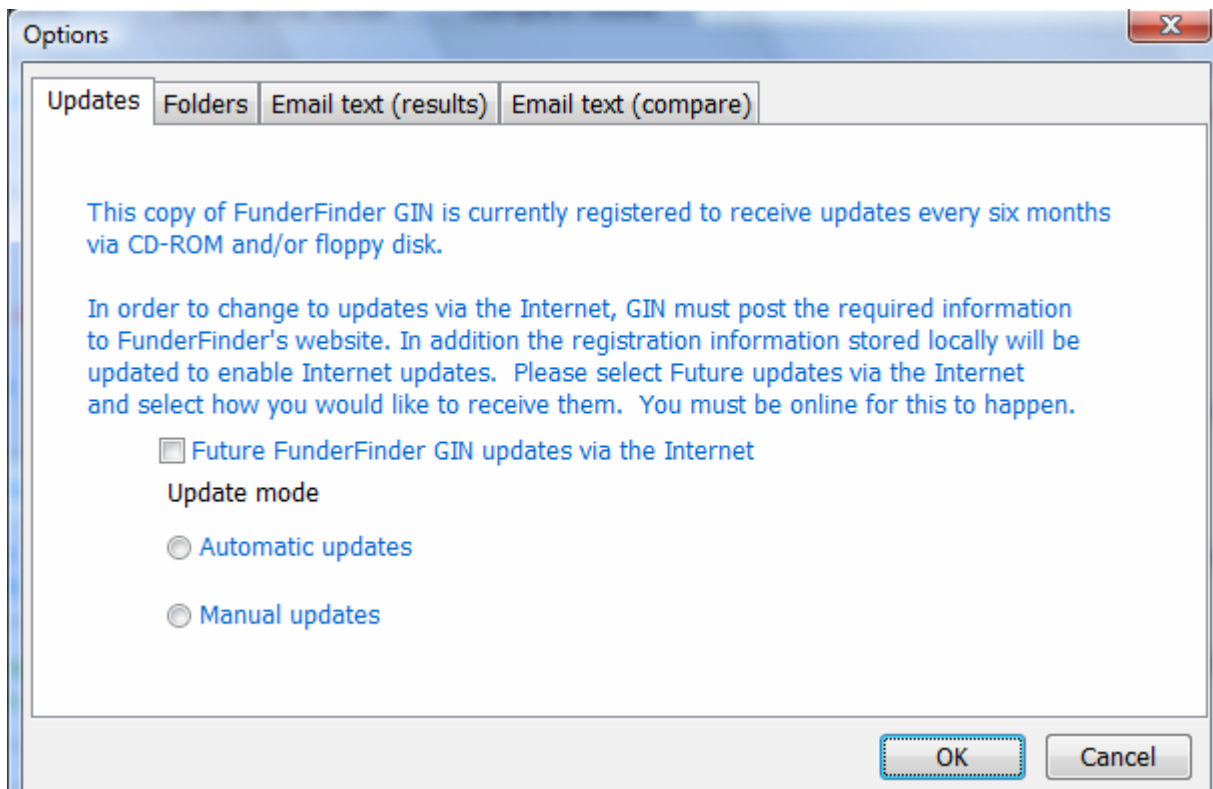 Options
Updates Folders Email text (results) Email text (compare)
This copy of FunderFinder GIN is currently registered to receive updates every six months
via CD-ROM and/or floppy disk.
In order to change to updates via the Internet, GIN must post the required information
to FunderFinder's website. In addition the registration information stored locally will be
updated to enable Internet updates.  Please select Future updates via the Internet
and select how you would like to receive them.  You must be online for this to happen.
Future FunderFinder GIN updates via the Internet
Update mode
Automatic updates
Manual updates
OK Cancel